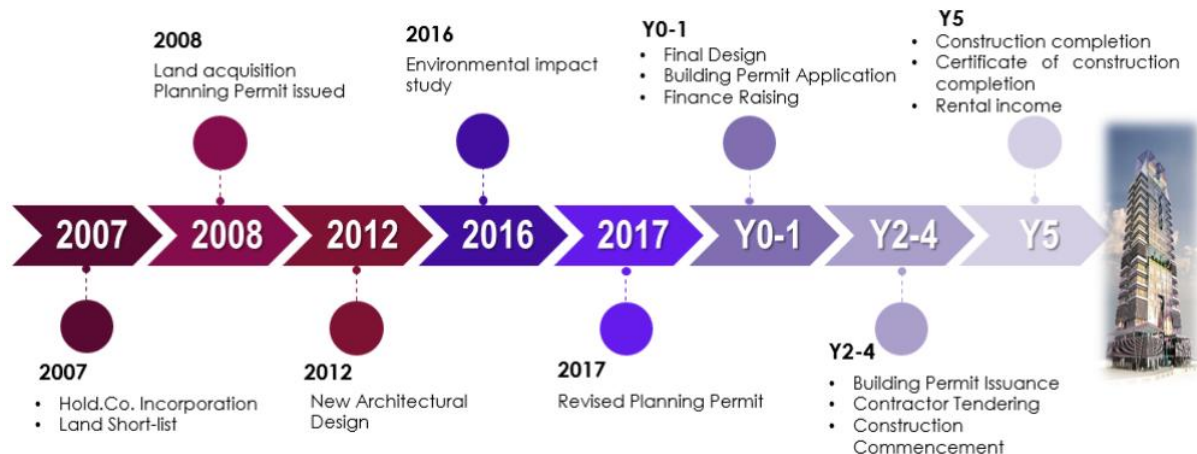 2008
Land acquisition
Planning Permit issued
2016
Environmental impact
study
Y0-1
• Final Design
• Building Permit Application
• Finance Raising
Y5
• Construction completion
• Certificate of construction
completion
• Rental income
2007
2008
2012
2016
2017
Y0-1
Y2-4
Y5
2007
• Hold.Co. Incorporation
• Land Short-list
2012
New Architectural
Design
2017
Revised Planning Permit
Y2-4
• Building Permit Issuance
• Contractor Tendering
• Construction
Commencement